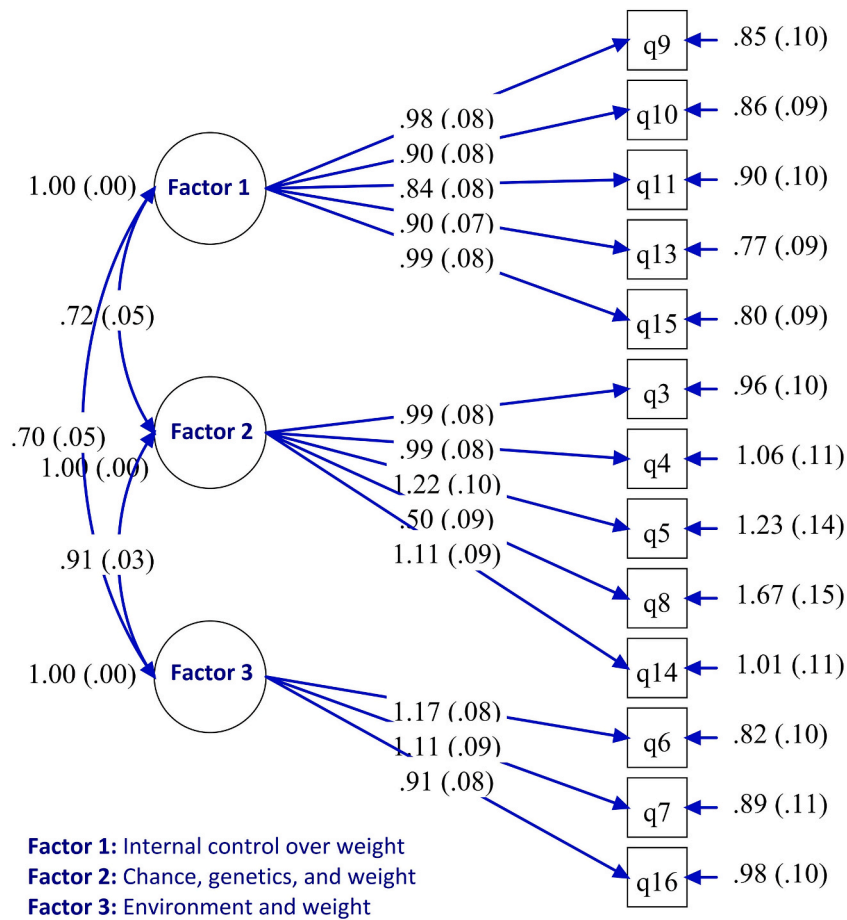 q9 .85 (.10)
.98 (.08) q10 .86 (.09)
.90 (.08)
1.00 (.00) Factor 1 .84 (.08) q11 .90 (.10)
.90 (.07)
.99 (.08) q13 .77 (.09)
.72 (.05) q15 .80 (.09)
q3 .96 (.10)
.99 (.08)
.70 (.05) Factor 2 .99 (.08) q4 1.06 (.11)
1.00 (.00) 1.22 (.10)
.50 (.09) q5 1.23 (.14)
.91 (.03) 1.11 (.09)
q8 1.67 (.15)
1.00 (.00) Factor 3 q14 1.01 (.11)
1.17 (.08) q6 .82 (.10)
1.11 (.09)
.91 (.08) q7 .89 (.11)
q16 .98 (.10)
Factor 1: Internal control over weight
Factor 2: Chance, genetics, and weight
Factor 3: Environment and weight